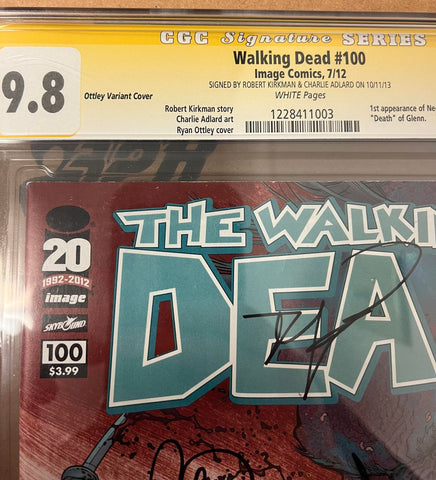 CGC Signature SERIES
9.8
Ottley Variant Cover
Walking Dead #100
Image Comics, 7/12
SIGNED BY ROBERT KIRKMAN & CHARLIE ADLARD ON 10/11/13
WHITE Pages
Robert Kirkman story
Charlie Adlard art
Ryan Ottley cover
1228411003
1st appearance of Ne
"Death" of Glenn.
THE WALKI
DEA
20
1992-2012
image
SKYBOUND
100
$3.99